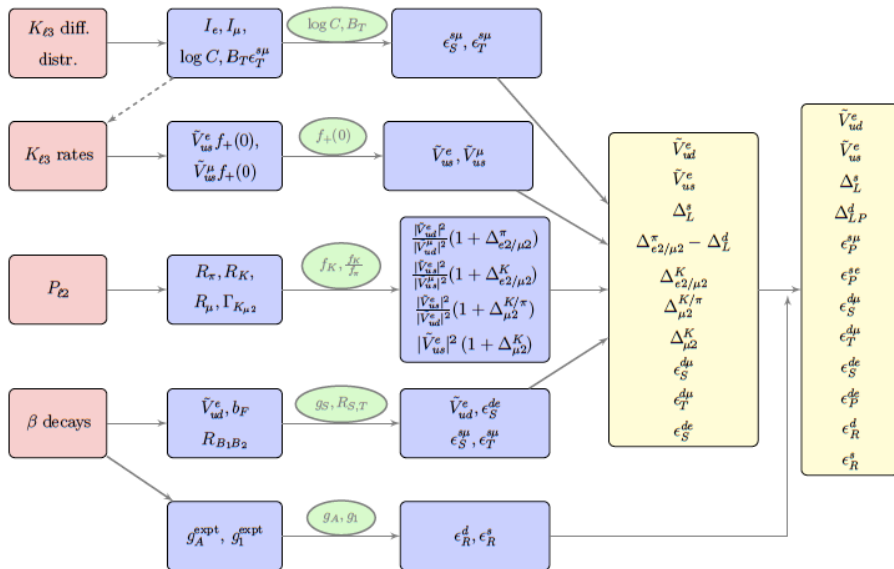 K_{ℓ3} diff.
distr.
I_e, I_μ,
log C, B_T ϵ_T^{sμ}
log C, B_T
ϵ_S^{sμ}, ϵ_T^{sμ}
K_{ℓ3} rates
Ṽ_{us}^e f_+(0),
Ṽ_{us}^μ f_+(0)
f_+(0)
Ṽ_{us}^e, Ṽ_{us}^μ
P_{ℓ2}
R_π, R_K,
R_μ, Γ_{K_{μ2}}
f_K, \frac{f_K}{f_π}
\frac{|Ṽ_{ud}^e|^2}{|Ṽ_{ud}^μ|^2}(1 + Δ_{e2/μ2}^π)
\frac{|Ṽ_{us}^e|^2}{|Ṽ_{us}^μ|^2}(1 + Δ_{e2/μ2}^K)
\frac{|Ṽ_{us}^e|^2}{|Ṽ_{ud}^e|^2}(1 + Δ_{μ2}^{K/π})
|Ṽ_{us}^e|^2 (1 + Δ_{μ2}^K)
β decays
Ṽ_{ud}^e, b_F
R_{B_1B_2}
g_S, R_{S,T}
Ṽ_{ud}^e, ϵ_S^{de}
ϵ_S^{sμ}, ϵ_T^{sμ}
g_A^{expt}, g_1^{expt}
g_A, g_1
ϵ_R^d, ϵ_R^s
Ṽ_{ud}^e
Ṽ_{us}^e
Δ_L^s
Δ_{e2/μ2}^π − Δ_L^d
Δ_{e2/μ2}^K
Δ_{μ2}^{K/π}
Δ_{μ2}^K
ϵ_S^{dμ}
ϵ_T^{dμ}
ϵ_S^{de}
Ṽ_{ud}^e
Ṽ_{us}^e
Δ_L^s
Δ_{LP}^d
ϵ_P^{sμ}
ϵ_P^{se}
ϵ_S^{dμ}
ϵ_T^{dμ}
ϵ_S^{de}
ϵ_P^{de}
ϵ_R^d
ϵ_R^s